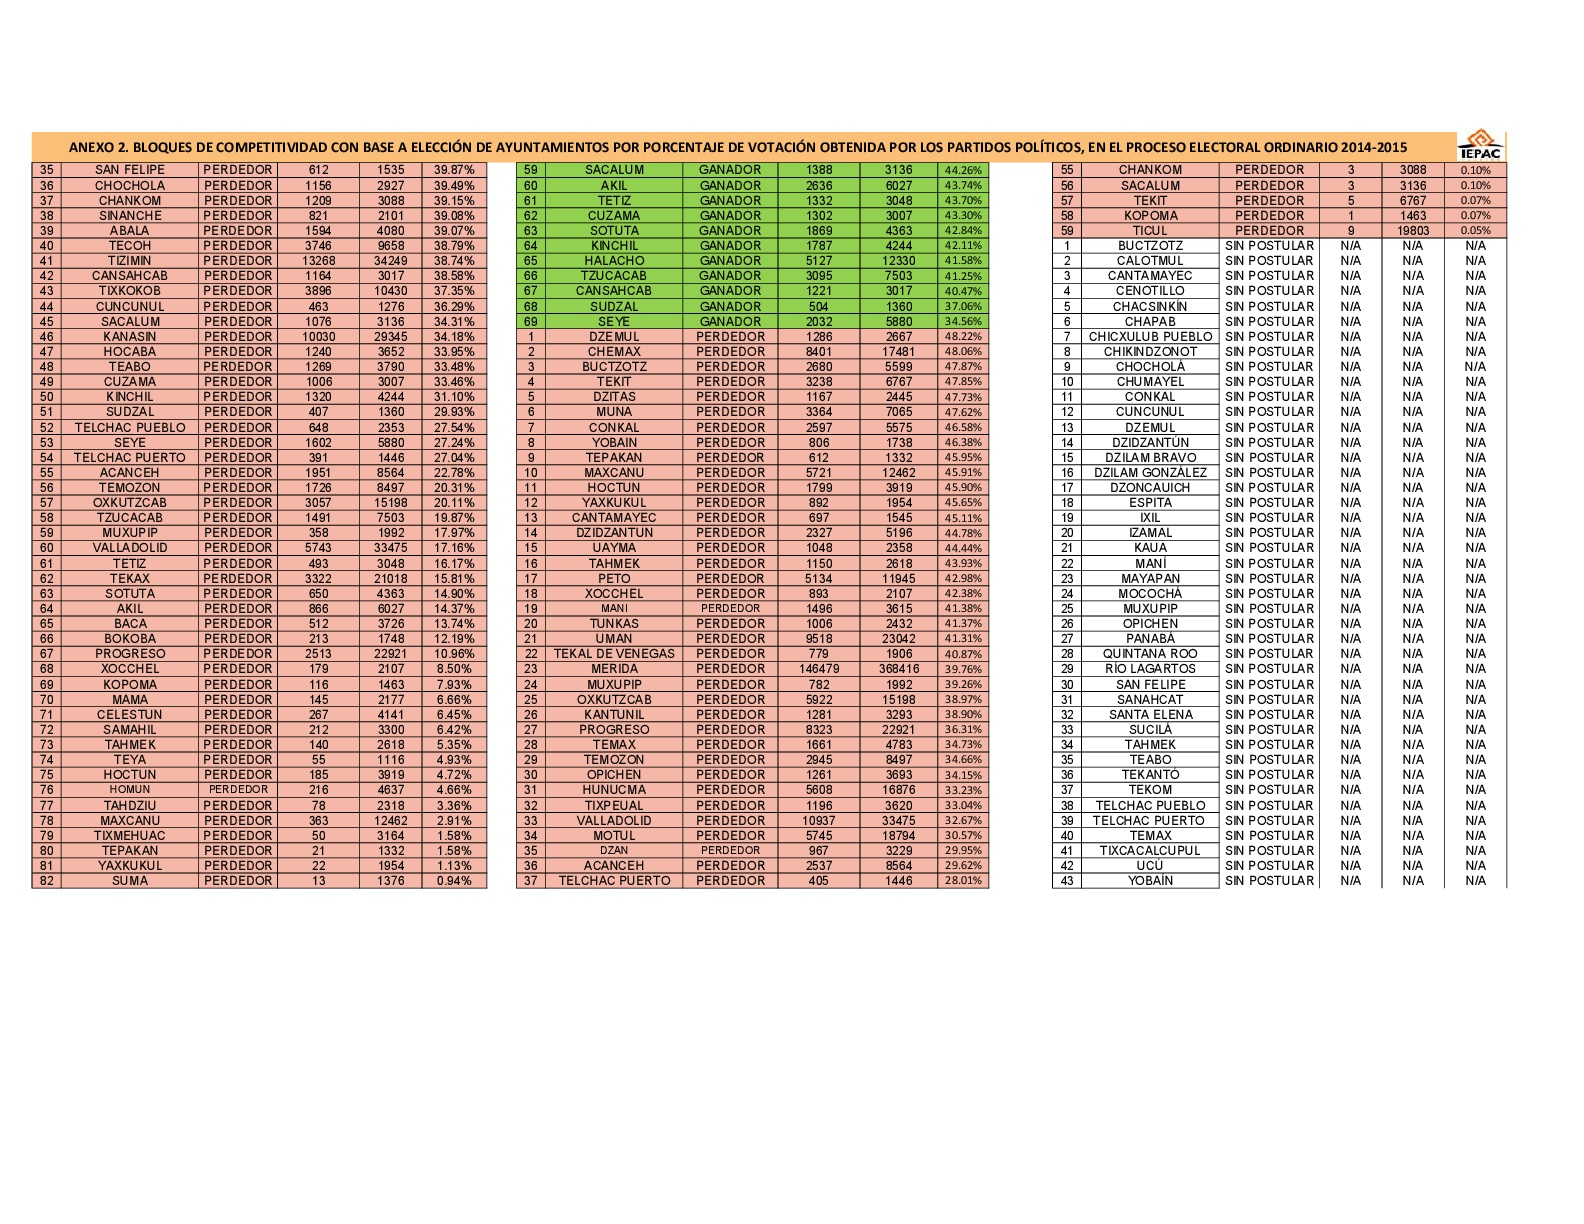 ANEXO 2. BLOQUES DE COMPETITIVIDAD CON BASE A ELECCIÓN DE AYUNTAMIENTOS POR PORCENTAJE DE VOTACIÓN OBTENIDA POR LOS PARTIDOS POLÍTICOS, EN EL PROCESO ELECTORAL ORDINARIO 2014-2015
IEPAC
35 SAN FELIPE PERDEDOR 612 1535 39.87%
36 CHOCHOLA PERDEDOR 1156 2927 39.49%
37 CHANKOM PERDEDOR 1209 3088 39.15%
38 SINANCHE PERDEDOR 821 2101 39.08%
39 ABALA PERDEDOR 1594 4080 39.07%
40 TECOH PERDEDOR 3746 9658 38.79%
41 TIZIMIN PERDEDOR 13268 34249 38.74%
42 CANSAHCAB PERDEDOR 1164 3017 38.58%
43 TIXKOKOB PERDEDOR 3896 10430 37.35%
44 CUNCUNUL PERDEDOR 463 1276 36.29%
45 SACALUM PERDEDOR 1076 3136 34.31%
46 KANASIN PERDEDOR 10030 29345 34.18%
47 HOCABA PERDEDOR 1240 3652 33.95%
48 TEABO PERDEDOR 1269 3790 33.48%
49 CUZAMA PERDEDOR 1006 3007 33.46%
50 KINCHIL PERDEDOR 1320 4244 31.10%
51 SUDZAL PERDEDOR 407 1360 29.93%
52 TELCHAC PUEBLO PERDEDOR 648 2353 27.54%
53 SEYE PERDEDOR 1602 5880 27.24%
54 TELCHAC PUERTO PERDEDOR 391 1446 27.04%
55 ACANCEH PERDEDOR 1951 8564 22.78%
56 TEMOZON PERDEDOR 1726 8497 20.31%
57 OXKUTZCAB PERDEDOR 3057 15198 20.11%
58 TZUCACAB PERDEDOR 1491 7503 19.87%
59 MUXUPIP PERDEDOR 358 1992 17.97%
60 VALLADOLID PERDEDOR 5743 33475 17.16%
61 TETIZ PERDEDOR 493 3048 16.17%
62 TEKAX PERDEDOR 3322 21018 15.81%
63 SOTUTA PERDEDOR 650 4363 14.90%
64 AKIL PERDEDOR 866 6027 14.37%
65 BACA PERDEDOR 512 3726 13.74%
66 BOKOBA PERDEDOR 213 1748 12.19%
67 PROGRESO PERDEDOR 2513 22921 10.96%
68 XOCCHEL PERDEDOR 179 2107 8.50%
69 KOPOMA PERDEDOR 116 1463 7.93%
70 MAMA PERDEDOR 145 2177 6.66%
71 CELESTUN PERDEDOR 267 4141 6.45%
72 SAMAHIL PERDEDOR 212 3300 6.42%
73 TAHMEK PERDEDOR 140 2618 5.35%
74 TEYA PERDEDOR 55 1116 4.93%
75 HOCTUN PERDEDOR 185 3919 4.72%
76 HOMUN PERDEDOR 216 4637 4.66%
77 TAHDZIU PERDEDOR 78 2318 3.36%
78 MAXCANU PERDEDOR 363 12462 2.91%
79 TIXMEHUAC PERDEDOR 50 3164 1.58%
80 TEPAKAN PERDEDOR 21 1332 1.58%
81 YAXKUKUL PERDEDOR 22 1954 1.13%
82 SUMA PERDEDOR 13 1376 0.94%
59 SACALUM GANADOR 1388 3136 44.26%
60 AKIL GANADOR 2636 6027 43.74%
61 TETIZ GANADOR 1332 3048 43.70%
62 CUZAMA GANADOR 1302 3007 43.30%
63 SOTUTA GANADOR 1869 4363 42.84%
64 KINCHIL GANADOR 1787 4244 42.11%
65 HALACHO GANADOR 5127 12330 41.58%
66 TZUCACAB GANADOR 3095 7503 41.25%
67 CANSAHCAB GANADOR 1221 3017 40.47%
68 SUDZAL GANADOR 504 1360 37.06%
69 SEYE GANADOR 2032 5880 34.56%
1 DZEMUL PERDEDOR 1286 2667 48.22%
2 CHEMAX PERDEDOR 8401 17481 48.06%
3 BUCTZOTZ PERDEDOR 2680 5599 47.87%
4 TEKIT PERDEDOR 3238 6767 47.85%
5 DZITAS PERDEDOR 1167 2445 47.73%
6 MUNA PERDEDOR 3364 7065 47.62%
7 CONKAL PERDEDOR 2597 5575 46.58%
8 YOBAIN PERDEDOR 806 1738 46.38%
9 TEPAKAN PERDEDOR 612 1332 45.95%
10 MAXCANU PERDEDOR 5721 12462 45.91%
11 HOCTUN PERDEDOR 1799 3919 45.90%
12 YAXKUKUL PERDEDOR 892 1954 45.65%
13 CANTAMAYEC PERDEDOR 697 1545 45.11%
14 DZIDZANTUN PERDEDOR 2327 5196 44.78%
15 UAYMA PERDEDOR 1048 2358 44.44%
16 TAHMEK PERDEDOR 1150 2618 43.93%
17 PETO PERDEDOR 5134 11945 42.98%
18 XOCCHEL PERDEDOR 893 2107 42.38%
19 MANI PERDEDOR 1496 3615 41.38%
20 TUNKAS PERDEDOR 1006 2432 41.37%
21 UMAN PERDEDOR 9518 23042 41.31%
22 TEKAL DE VENEGAS PERDEDOR 779 1906 40.87%
23 MERIDA PERDEDOR 146479 368416 39.76%
24 MUXUPIP PERDEDOR 782 1992 39.26%
25 OXKUTZCAB PERDEDOR 5922 15198 38.97%
26 KANTUNIL PERDEDOR 1281 3293 38.90%
27 PROGRESO PERDEDOR 8323 22921 36.31%
28 TEMAX PERDEDOR 1661 4783 34.73%
29 TEMOZON PERDEDOR 2945 8497 34.66%
30 OPICHEN PERDEDOR 1261 3693 34.15%
31 HUNUCMA PERDEDOR 5608 16876 33.23%
32 TIXPEUAL PERDEDOR 1196 3620 33.04%
33 VALLADOLID PERDEDOR 10937 33475 32.67%
34 MOTUL PERDEDOR 5745 18794 30.57%
35 DZAN PERDEDOR 967 3229 29.95%
36 ACANCEH PERDEDOR 2537 8564 29.62%
37 TELCHAC PUERTO PERDEDOR 405 1446 28.01%
55 CHANKOM PERDEDOR 3 3088 0.10%
56 SACALUM PERDEDOR 3 3136 0.10%
57 TEKIT PERDEDOR 5 6767 0.07%
58 KOPOMA PERDEDOR 1 1463 0.07%
59 TICUL PERDEDOR 9 19803 0.05%
1 BUCTZOTZ SIN POSTULAR N/A N/A N/A
2 CALOTMUL SIN POSTULAR N/A N/A N/A
3 CANTAMAYEC SIN POSTULAR N/A N/A N/A
4 CENOTILLO SIN POSTULAR N/A N/A N/A
5 CHACSINKÍN SIN POSTULAR N/A N/A N/A
6 CHAPAB SIN POSTULAR N/A N/A N/A
7 CHICXULUB PUEBLO SIN POSTULAR N/A N/A N/A
8 CHIKINDZONOT SIN POSTULAR N/A N/A N/A
9 CHOCHOLÁ SIN POSTULAR N/A N/A N/A
10 CHUMAYEL SIN POSTULAR N/A N/A N/A
11 CONKAL SIN POSTULAR N/A N/A N/A
12 CUNCUNUL SIN POSTULAR N/A N/A N/A
13 DZEMUL SIN POSTULAR N/A N/A N/A
14 DZIDZANTÚN SIN POSTULAR N/A N/A N/A
15 DZILAM BRAVO SIN POSTULAR N/A N/A N/A
16 DZILAM GONZÁLEZ SIN POSTULAR N/A N/A N/A
17 DZONCAUICH SIN POSTULAR N/A N/A N/A
18 ESPITA SIN POSTULAR N/A N/A N/A
19 IXIL SIN POSTULAR N/A N/A N/A
20 IZAMAL SIN POSTULAR N/A N/A N/A
21 KAUA SIN POSTULAR N/A N/A N/A
22 MANÍ SIN POSTULAR N/A N/A N/A
23 MAYAPAN SIN POSTULAR N/A N/A N/A
24 MOCOCHÁ SIN POSTULAR N/A N/A N/A
25 MUXUPIP SIN POSTULAR N/A N/A N/A
26 OPICHEN SIN POSTULAR N/A N/A N/A
27 PANABÁ SIN POSTULAR N/A N/A N/A
28 QUINTANA ROO SIN POSTULAR N/A N/A N/A
29 RÍO LAGARTOS SIN POSTULAR N/A N/A N/A
30 SAN FELIPE SIN POSTULAR N/A N/A N/A
31 SANAHCAT SIN POSTULAR N/A N/A N/A
32 SANTA ELENA SIN POSTULAR N/A N/A N/A
33 SUCILÁ SIN POSTULAR N/A N/A N/A
34 TAHMEK SIN POSTULAR N/A N/A N/A
35 TEABO SIN POSTULAR N/A N/A N/A
36 TEKANTÓ SIN POSTULAR N/A N/A N/A
37 TEKOM SIN POSTULAR N/A N/A N/A
38 TELCHAC PUEBLO SIN POSTULAR N/A N/A N/A
39 TELCHAC PUERTO SIN POSTULAR N/A N/A N/A
40 TEMAX SIN POSTULAR N/A N/A N/A
41 TIXCACALCUPUL SIN POSTULAR N/A N/A N/A
42 UCÚ SIN POSTULAR N/A N/A N/A
43 YOBAÍN SIN POSTULAR N/A N/A N/A